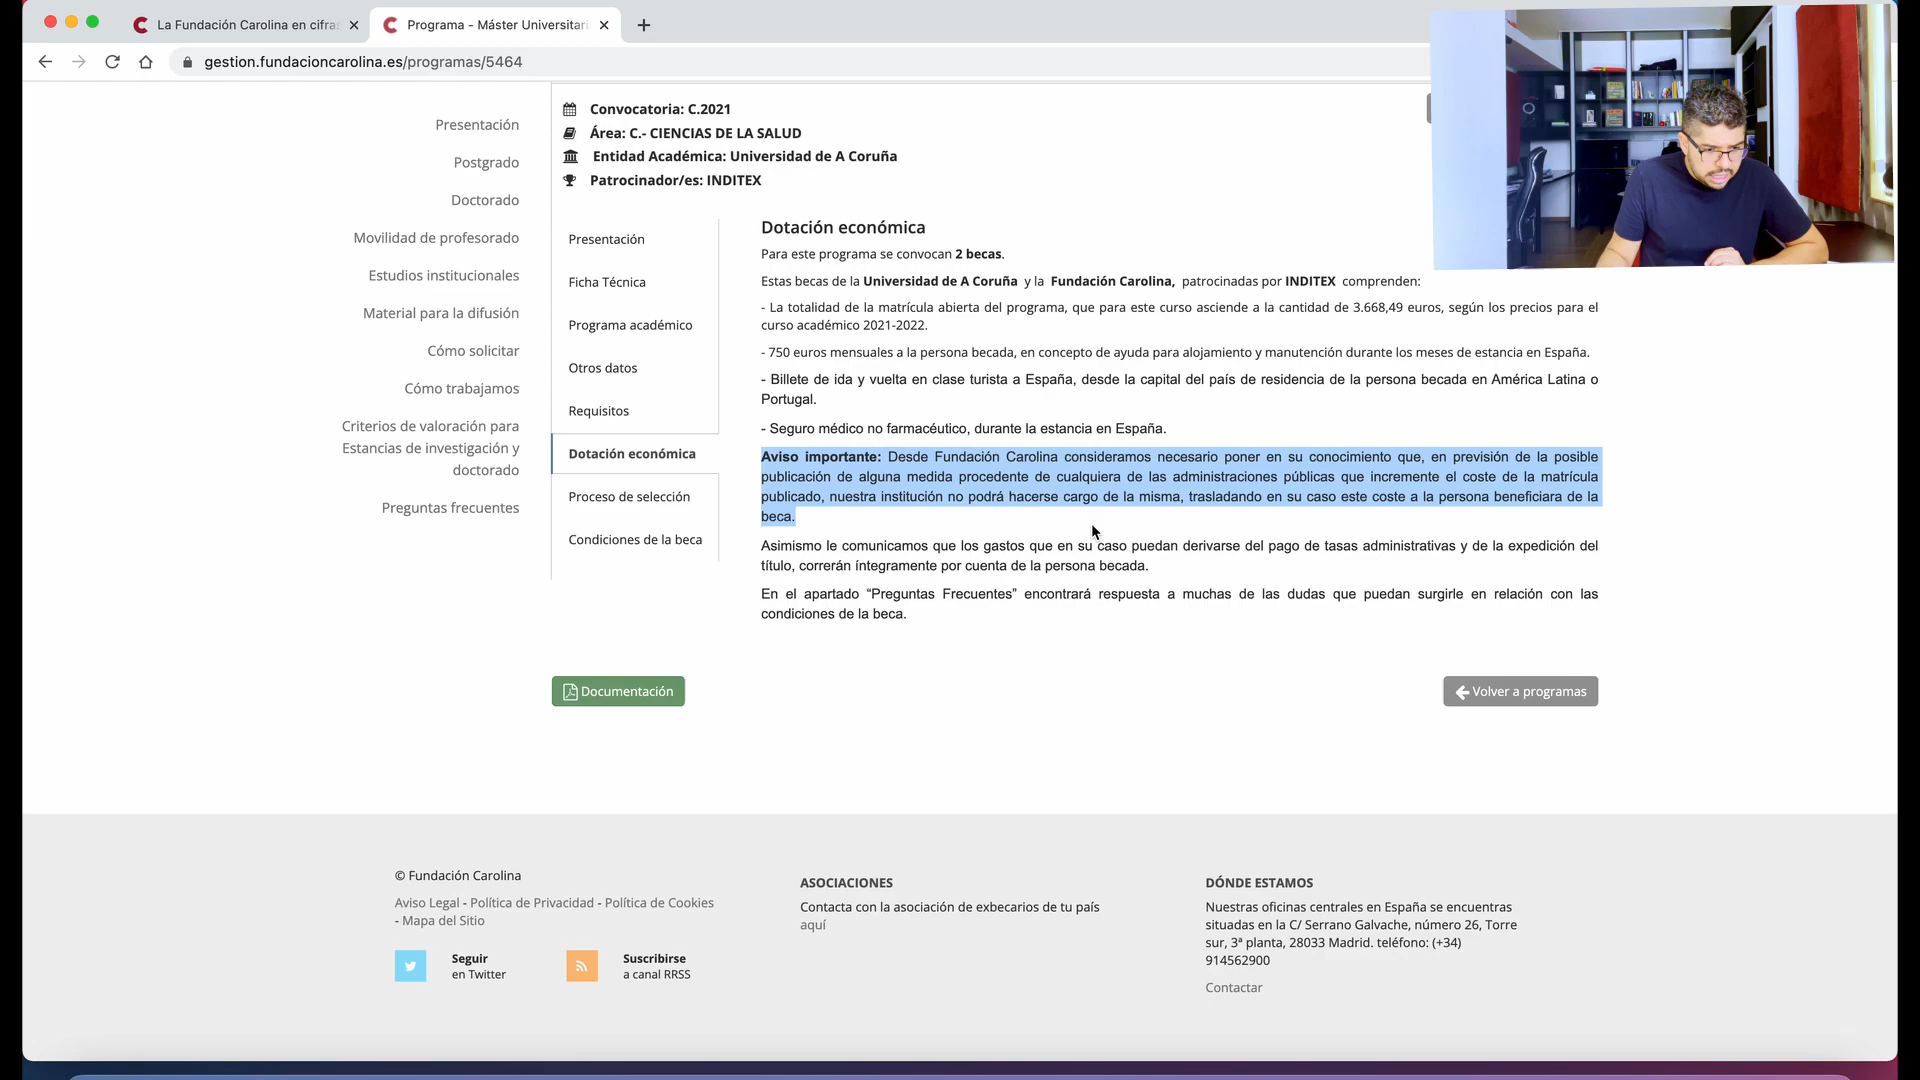 La Fundación Carolina en cifra
Programa - Máster Universitari
gestion.fundacioncarolina.es/programas/5464
Presentación
Postgrado
Doctorado
Movilidad de profesorado
Estudios institucionales
Material para la difusión
Cómo solicitar
Cómo trabajamos
Criterios de valoración para
Estancias de investigación y
doctorado
Preguntas frecuentes
Convocatoria: C.2021
Área: C.- CIENCIAS DE LA SALUD
Entidad Académica: Universidad de A Coruña
Patrocinador/es: INDITEX
Presentación
Ficha Técnica
Programa académico
Otros datos
Requisitos
Dotación económica
Proceso de selección
Condiciones de la beca
Dotación económica
Para este programa se convocan 2 becas.
Estas becas de la Universidad de A Coruña y la Fundación Carolina, patrocinadas por INDITEX comprenden:
- La totalidad de la matrícula abierta del programa, que para este curso asciende a la cantidad de 3.668,49 euros, según los precios para el
curso académico 2021-2022.
- 750 euros mensuales a la persona becada, en concepto de ayuda para alojamiento y manutención durante los meses de estancia en España.
- Billete de ida y vuelta en clase turista a España, desde la capital del país de residencia de la persona becada en América Latina o
Portugal.
- Seguro médico no farmacéutico, durante la estancia en España.
Aviso importante: Desde Fundación Carolina consideramos necesario poner en su conocimiento que, en previsión de la posible
publicación de alguna medida procedente de cualquiera de las administraciones públicas que incremente el coste de la matrícula
publicado, nuestra institución no podrá hacerse cargo de la misma, trasladando en su caso este coste a la persona beneficiara de la
beca.
Asimismo le comunicamos que los gastos que en su caso puedan derivarse del pago de tasas administrativas y de la expedición del
título, correrán íntegramente por cuenta de la persona becada.
En el apartado “Preguntas Frecuentes” encontrará respuesta a muchas de las dudas que puedan surgirle en relación con las
condiciones de la beca.
Documentación
Volver a programas
© Fundación Carolina
Aviso Legal - Política de Privacidad - Política de Cookies
- Mapa del Sitio
Seguir
en Twitter
Suscribirse
a canal RRSS
ASOCIACIONES
Contacta con la asociación de exbecarios de tu país
aquí
DÓNDE ESTAMOS
Nuestras oficinas centrales en España se encuentras
situadas en la C/ Serrano Galvache, número 26, Torre
sur, 3ª planta, 28033 Madrid. teléfono: (+34)
914562900
Contactar